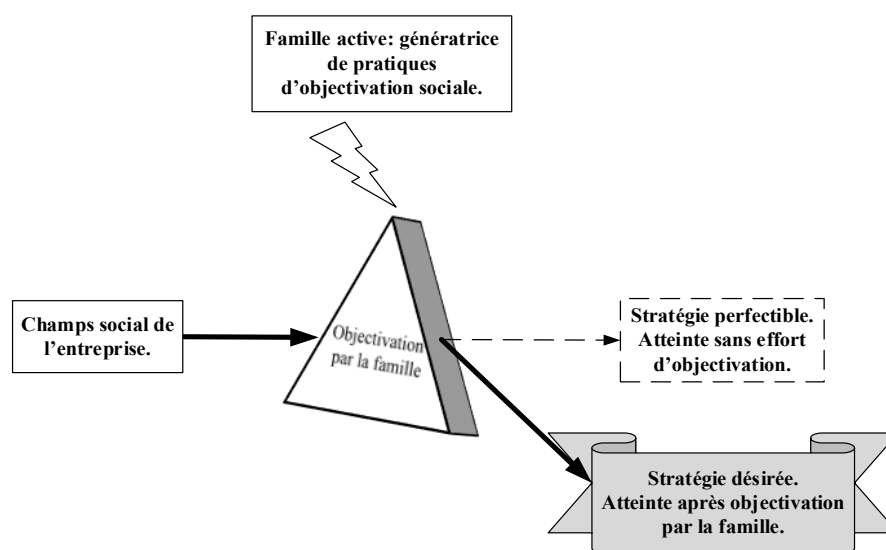 Famille active: génératrice
de pratiques
d’objectivation sociale.
Champs social de
l’entreprise.
Objectivation
par la famille
Stratégie perfectible.
Atteinte sans effort
d’objectivation.
Stratégie désirée.
Atteinte après objectivation
par la famille.